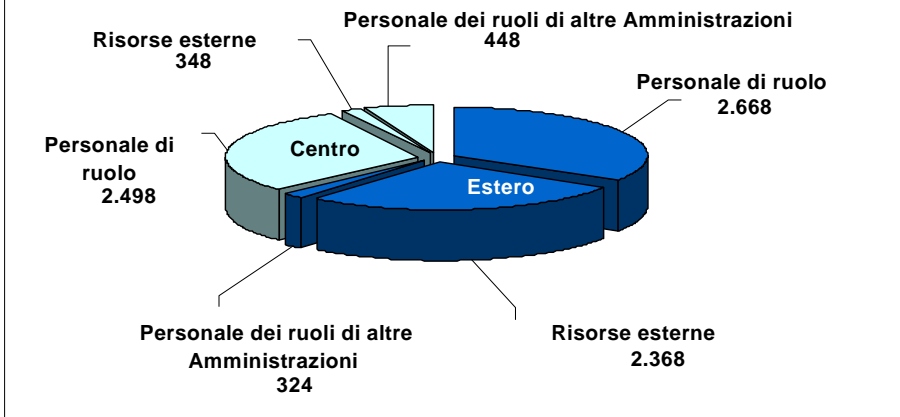 Personale dei ruoli di altre Amministrazioni
448
Risorse esterne
348
Personale di ruolo
2.668
Personale di
ruolo
2.498
Centro
Estero
Personale dei ruoli di altre
Amministrazioni
324
Risorse esterne
2.368